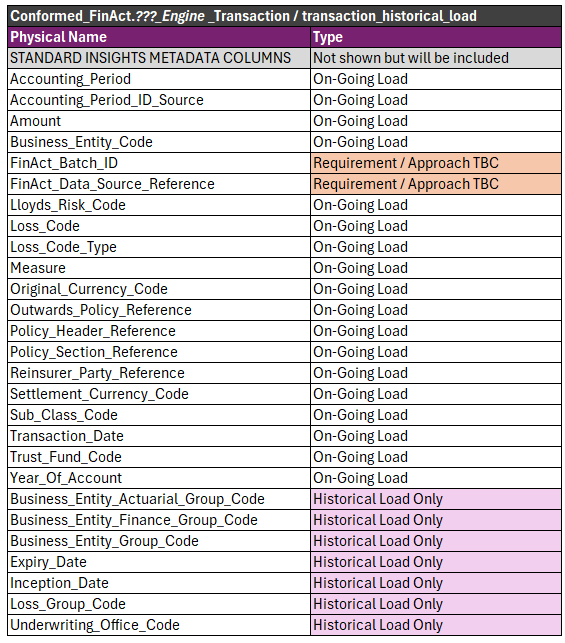 Conformed_FinAct.???_Engine _Transaction / transaction_historical_load
Physical Name Type
STANDARD INSIGHTS METADATA COLUMNS Not shown but will be included
Accounting_Period On-Going Load
Accounting_Period_ID_Source On-Going Load
Amount On-Going Load
Business_Entity_Code On-Going Load
FinAct_Batch_ID Requirement / Approach TBC
FinAct_Data_Source_Reference Requirement / Approach TBC
Lloyds_Risk_Code On-Going Load
Loss_Code On-Going Load
Loss_Code_Type On-Going Load
Measure On-Going Load
Original_Currency_Code On-Going Load
Outwards_Policy_Reference On-Going Load
Policy_Header_Reference On-Going Load
Policy_Section_Reference On-Going Load
Reinsurer_Party_Reference On-Going Load
Settlement_Currency_Code On-Going Load
Sub_Class_Code On-Going Load
Transaction_Date On-Going Load
Trust_Fund_Code On-Going Load
Year_Of_Account On-Going Load
Business_Entity_Actuarial_Group_Code Historical Load Only
Business_Entity_Finance_Group_Code Historical Load Only
Business_Entity_Group_Code Historical Load Only
Expiry_Date Historical Load Only
Inception_Date Historical Load Only
Loss_Group_Code Historical Load Only
Underwriting_Office_Code Historical Load Only